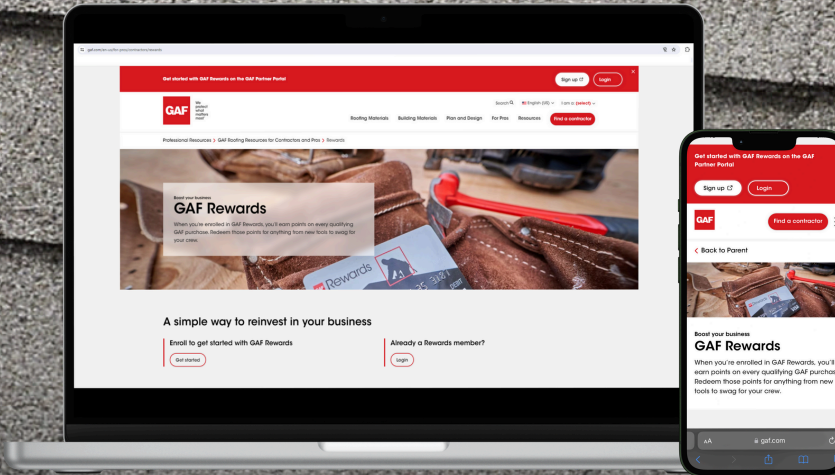 gaf.com/en-us/for-pros/contractors/rewards
Get started with GAF Rewards on the GAF Partner Portal
Sign up
Login
Search
English (US)
I am a: (select)
GAF
We
protect
what
matters
most
Roofing Materials
Building Materials
Plan and Design
For Pros
Resources
Find a contractor
Professional Resources > GAF Roofing Resources for Contractors and Pros > Rewards
Boost your business
GAF Rewards
When you're enrolled in GAF Rewards, you'll earn points on every qualifying
GAF purchase. Redeem those points for anything from new tools to swag for
your crew.
Rewards
A simple way to reinvest in your business
Enroll to get started with GAF Rewards
Get started
Already a Rewards member?
Login
Get started with GAF Rewards on the GAF
Partner Portal
Sign up
Login
GAF
Find a contractor
< Back to Parent
Boost your business
GAF Rewards
When you're enrolled in GAF Rewards, you'll
earn points on every qualifying GAF purchas
Redeem those points for anything from new
tools to swag for your crew.
AA
gaf.com